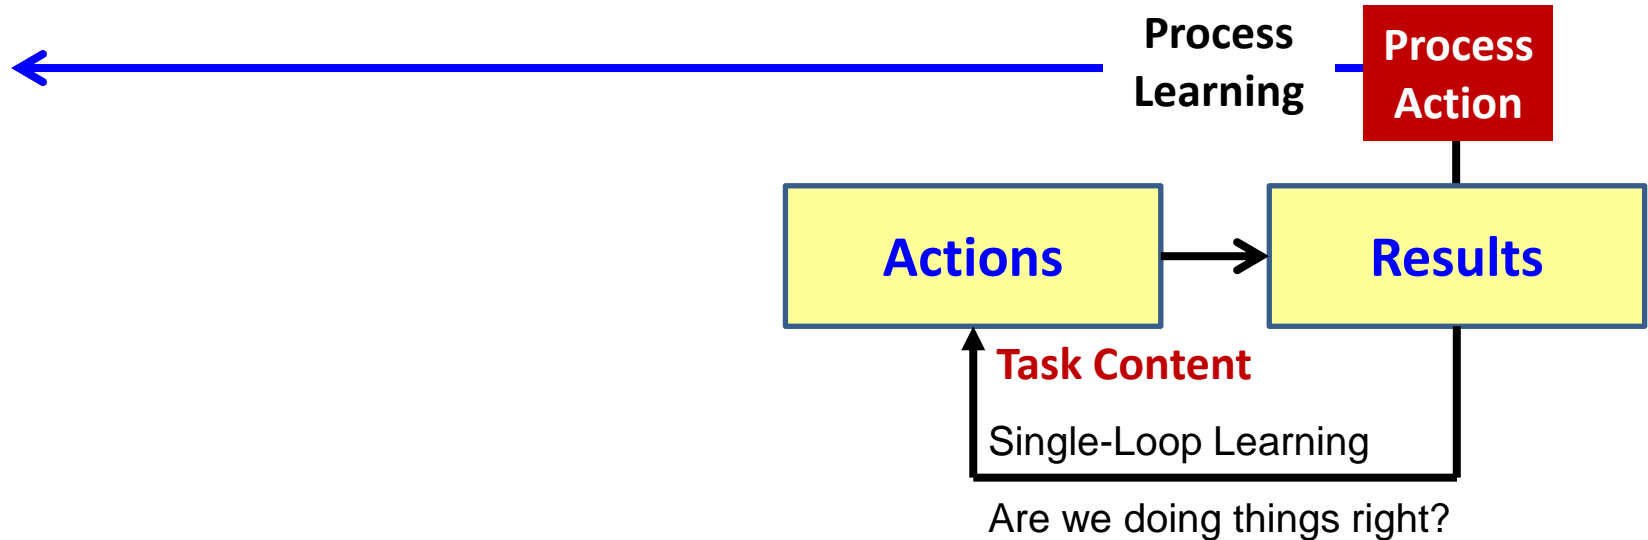 Process
Learning
Process
Action
Actions
Results
Task Content
Single-Loop Learning
Are we doing things right?